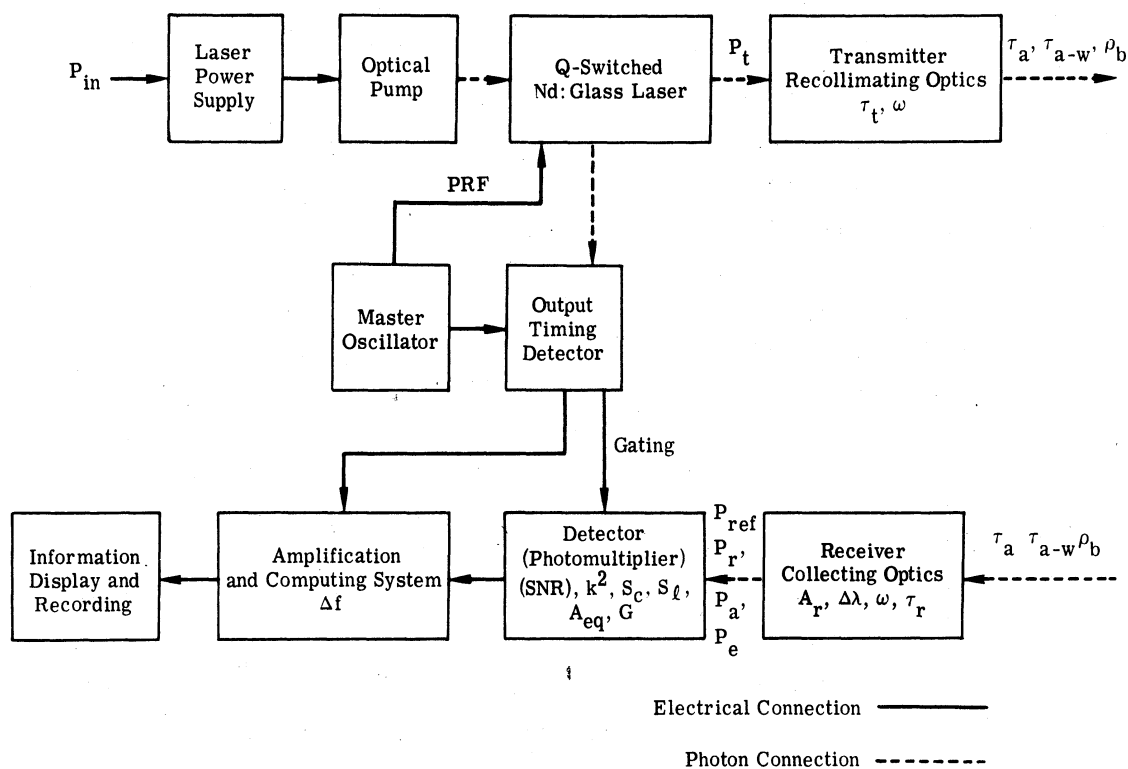 P_in
Laser
Power
Supply
Optical
Pump
Q-Switched
Nd: Glass Laser
P_t
Transmitter
Recollimating Optics
τ_t, ω
τ_a, τ_a-w, ρ_b
PRF
Master
Oscillator
Output
Timing
Detector
Gating
Information
Display and
Recording
Amplification
and Computing System
Δf
Detector
(Photomultiplier)
(SNR), k², S_c, S_ℓ,
A_eq, G
P_ref
P_r,
P_a,
P_e
Receiver
Collecting Optics
A_r, Δλ, ω, τ_r
τ_a τ_a-w ρ_b
Electrical Connection
Photon Connection